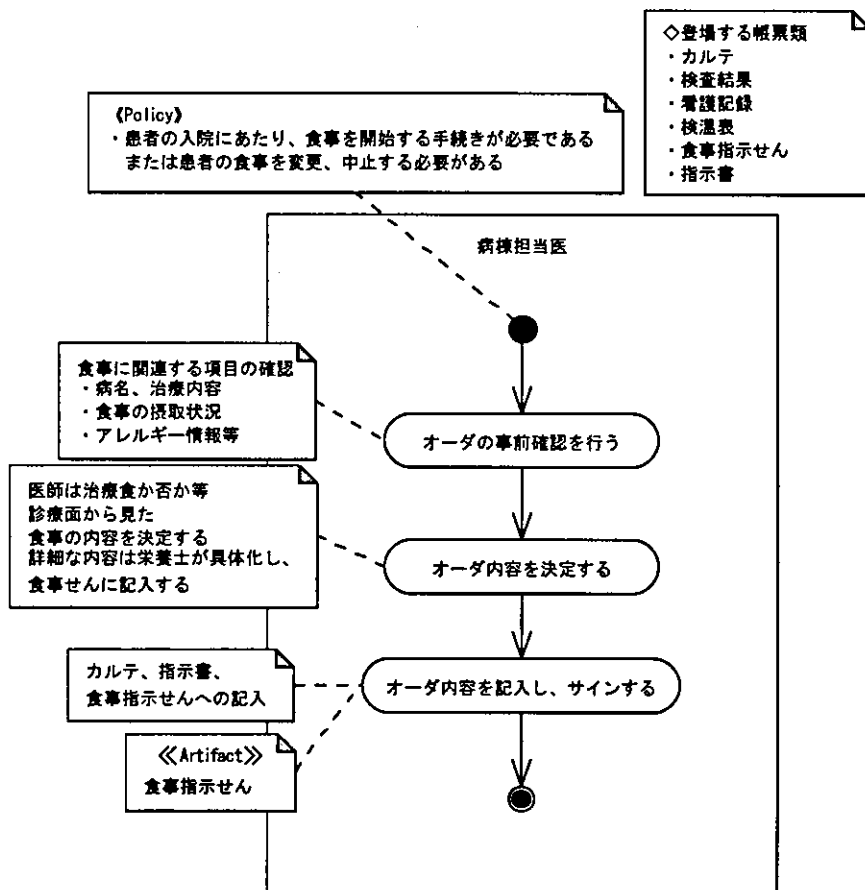 ◇登場する帳票類
・カルテ
・検査結果
・看護記録
・検温表
・食事指示せん
・指示書
《Policy》
・患者の入院にあたり、食事を開始する手続きが必要である
または患者の食事を変更、中止する必要がある
病棟担当医
食事に関連する項目の確認
・病名、治療内容
・食事の摂取状況
・アレルギー情報等
オーダの事前確認を行う
医師は治療食か否か等
診療面から見た
食事の内容を決定する
詳細な内容は栄養士が具体化し、
食事せんに記入する
オーダ内容を決定する
カルテ、指示書、
食事指示せんへの記入
オーダ内容を記入し、サインする
≪Artifact≫
食事指示せん